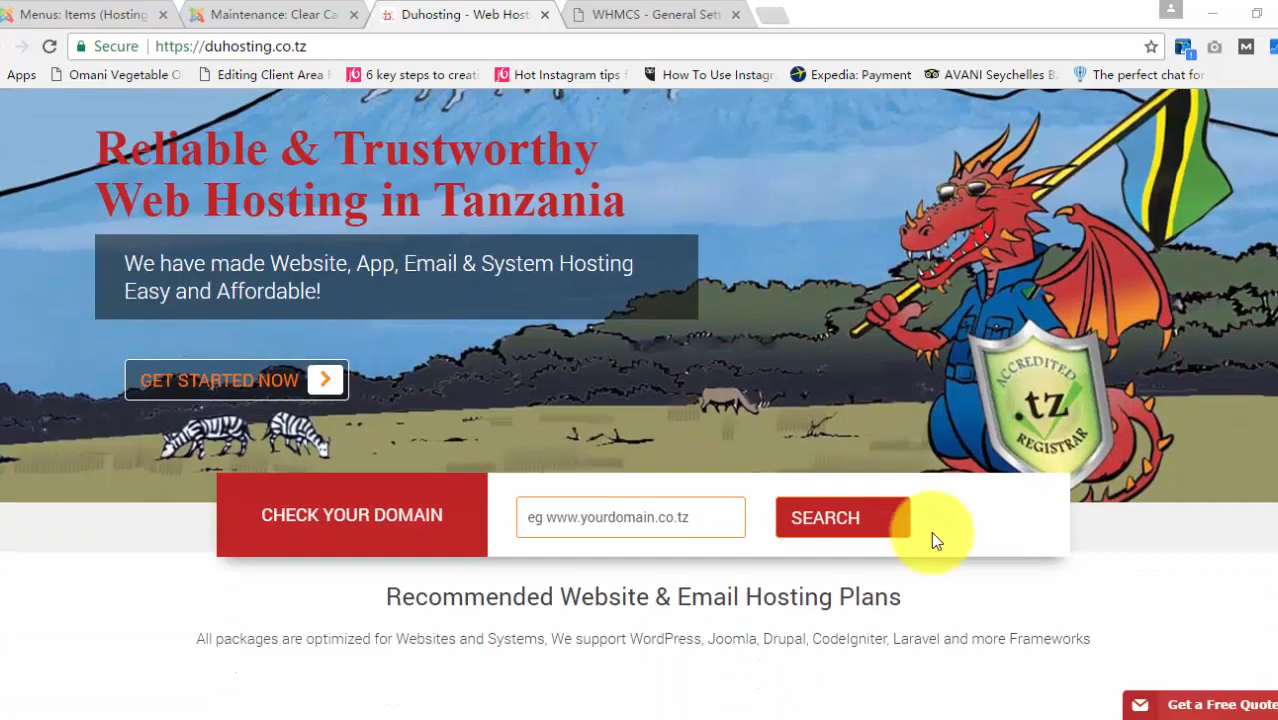 Menus: Items (Hosting
Maintenance: Clear Ca
Duhosting - Web Host
WHMCS - General Sett
Secure
https://duhosting.co.tz
Apps
Omani Vegetable O
Editing Client Area
6 key steps to creati
Hot Instagram tips f
How To Use Instagr
Expedia: Payment
AVANI Seychelles B
The perfect chat for
Reliable & Trustworthy
Web Hosting in Tanzania
We have made Website, App, Email & System Hosting
Easy and Affordable!
GET STARTED NOW
ACCREDITED
.tz
REGISTRAR
CHECK YOUR DOMAIN
eg www.yourdomain.co.tz
SEARCH
Recommended Website & Email Hosting Plans
All packages are optimized for Websites and Systems, We support WordPress, Joomla, Drupal, CodeIgniter, Laravel and more Frameworks
Get a Free Quote